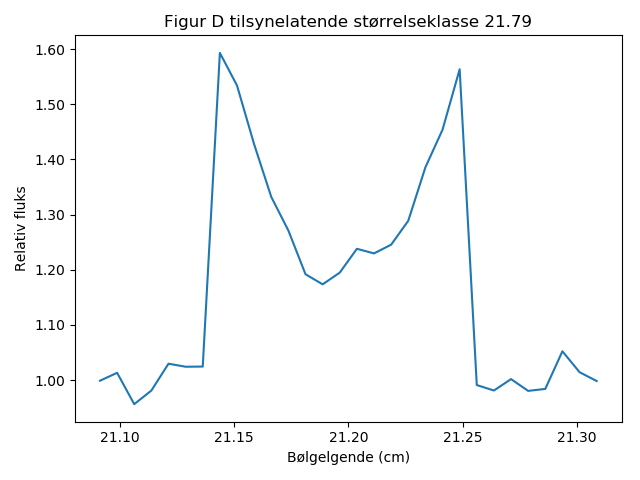 Figur D tilsynelatende størrelseklasse 21.79
1.60
1.50
1.40
1.30
1.20
1.10
1.00
Relativ fluks
21.10 21.15 21.20 21.25 21.30
Bølgelgende (cm)